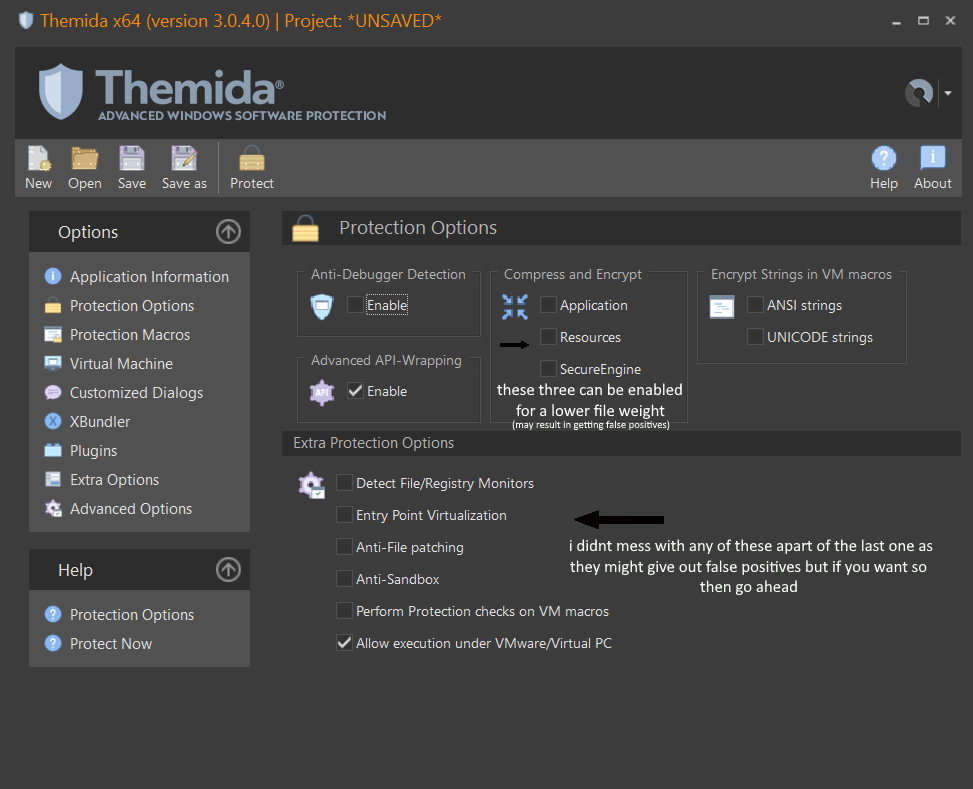 Themida x64 (version 3.0.4.0) | Project: *UNSAVED*
Themida®
ADVANCED WINDOWS SOFTWARE PROTECTION
New Open Save Save as Protect Help About
Options
Application Information
Protection Options
Protection Macros
Virtual Machine
Customized Dialogs
XBundler
Plugins
Extra Options
Advanced Options
Help
Protection Options
Protect Now
Protection Options
Anti-Debugger Detection
Enable
Advanced API-Wrapping
API
Enable
Compress and Encrypt
Application
Resources
SecureEngine
these three can be enabled
for a lower file weight
(may result in getting false positives)
Encrypt Strings in VM macros
ANSI strings
UNICODE strings
Extra Protection Options
Detect File/Registry Monitors
Entry Point Virtualization
Anti-File patching
Anti-Sandbox
Perform Protection checks on VM macros
Allow execution under VMware/Virtual PC
i didnt mess with any of these apart of the last one as
they might give out false positives but if you want so
then go ahead